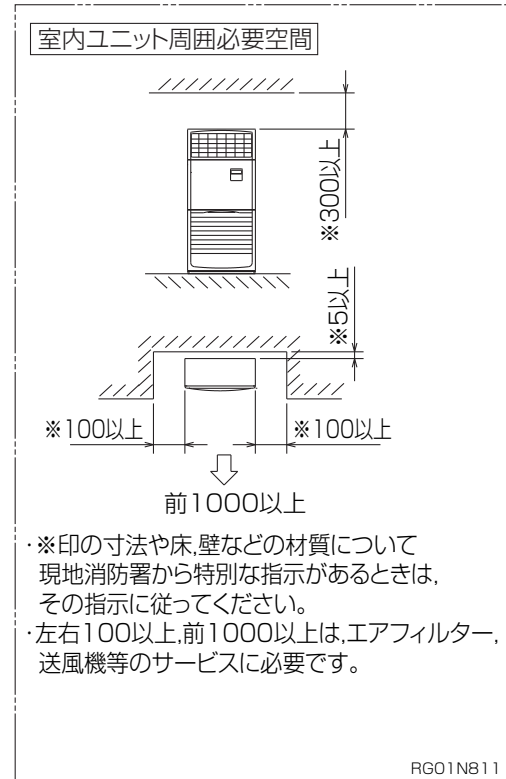 室内ユニット周囲必要空間
※300以上
※5以上
※100以上
※100以上
前1000以上
・※印の寸法や床,壁などの材質について
現地消防署から特別な指示があるときは,
その指示に従ってください。
・左右100以上,前1000以上は,エアフィルター,
送風機等のサービスに必要です。
RG01N811